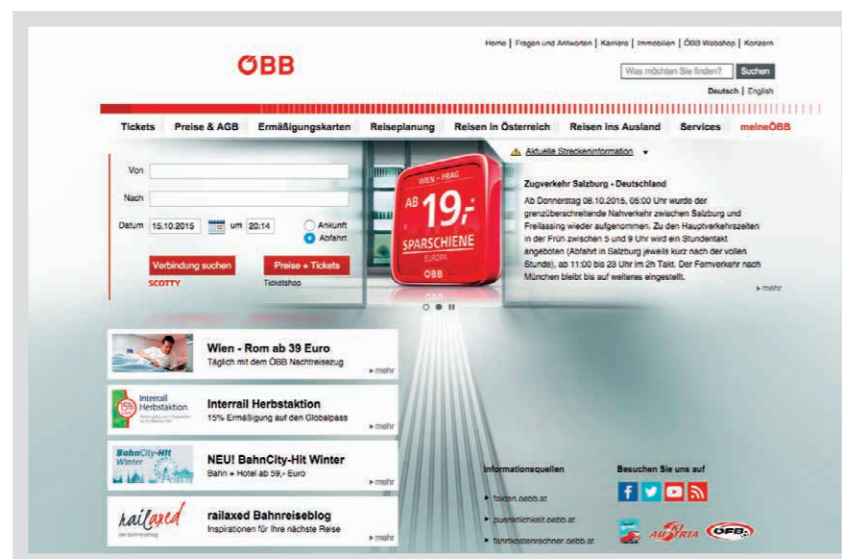 Home | Fragen und Antworten | Karriere | Immobilien | ÖBB Webshop | Konzern
ÖBB
Was möchten Sie finden? Suchen
Deutsch | English
Tickets Preise & AGB Ermäßigungskarten Reiseplanung Reisen in Österreich Reisen ins Ausland Services meineÖBB
Von
Nach
Datum 15.10.2015 um 20:14 Ankunft
Abfahrt
Verbindung suchen Preise + Tickets
SCOTTY Ticketshop
WIEN – PRAG
AB 19,-
SPARSCHIENE
EUROPA
ÖBB
Aktuelle Streckeninformation
Zugverkehr Salzburg - Deutschland
Ab Donnerstag 08.10.2015, 05:00 Uhr wurde der
grenzüberschreitende Nahverkehr zwischen Salzburg und
Freilassing wieder aufgenommen. Zu den Hauptverkehrszeiten
in der Früh zwischen 5 und 9 Uhr wird ein Stundentakt
angeboten (Abfahrt in Salzburg jeweils kurz nach der vollen
Stunde), ab 11:00 bis 23 Uhr im 2h Takt. Der Fernverkehr nach
München bleibt bis auf weiteres eingestellt.
mehr
Wien - Rom ab 39 Euro
Täglich mit dem ÖBB Nachtreisezug
mehr
15%
Interrail
Herbstaktion
Interrail Herbstaktion
15% Ermäßigung auf den Globalpass
mehr
BahnCity-Hit
Winter
NEU! BahnCity-Hit Winter
Bahn + Hotel ab 59,- Euro
mehr
railaxed
railaxed Bahnreiseblog
Inspirationen für Ihre nächste Reise
mehr
Informationsquellen
fakten.oebb.at
puenktlichkeit.oebb.at
fahrtkostenrechner.oebb.at
Besuchen Sie uns auf
SKI
AUSTRIA
ÖFB